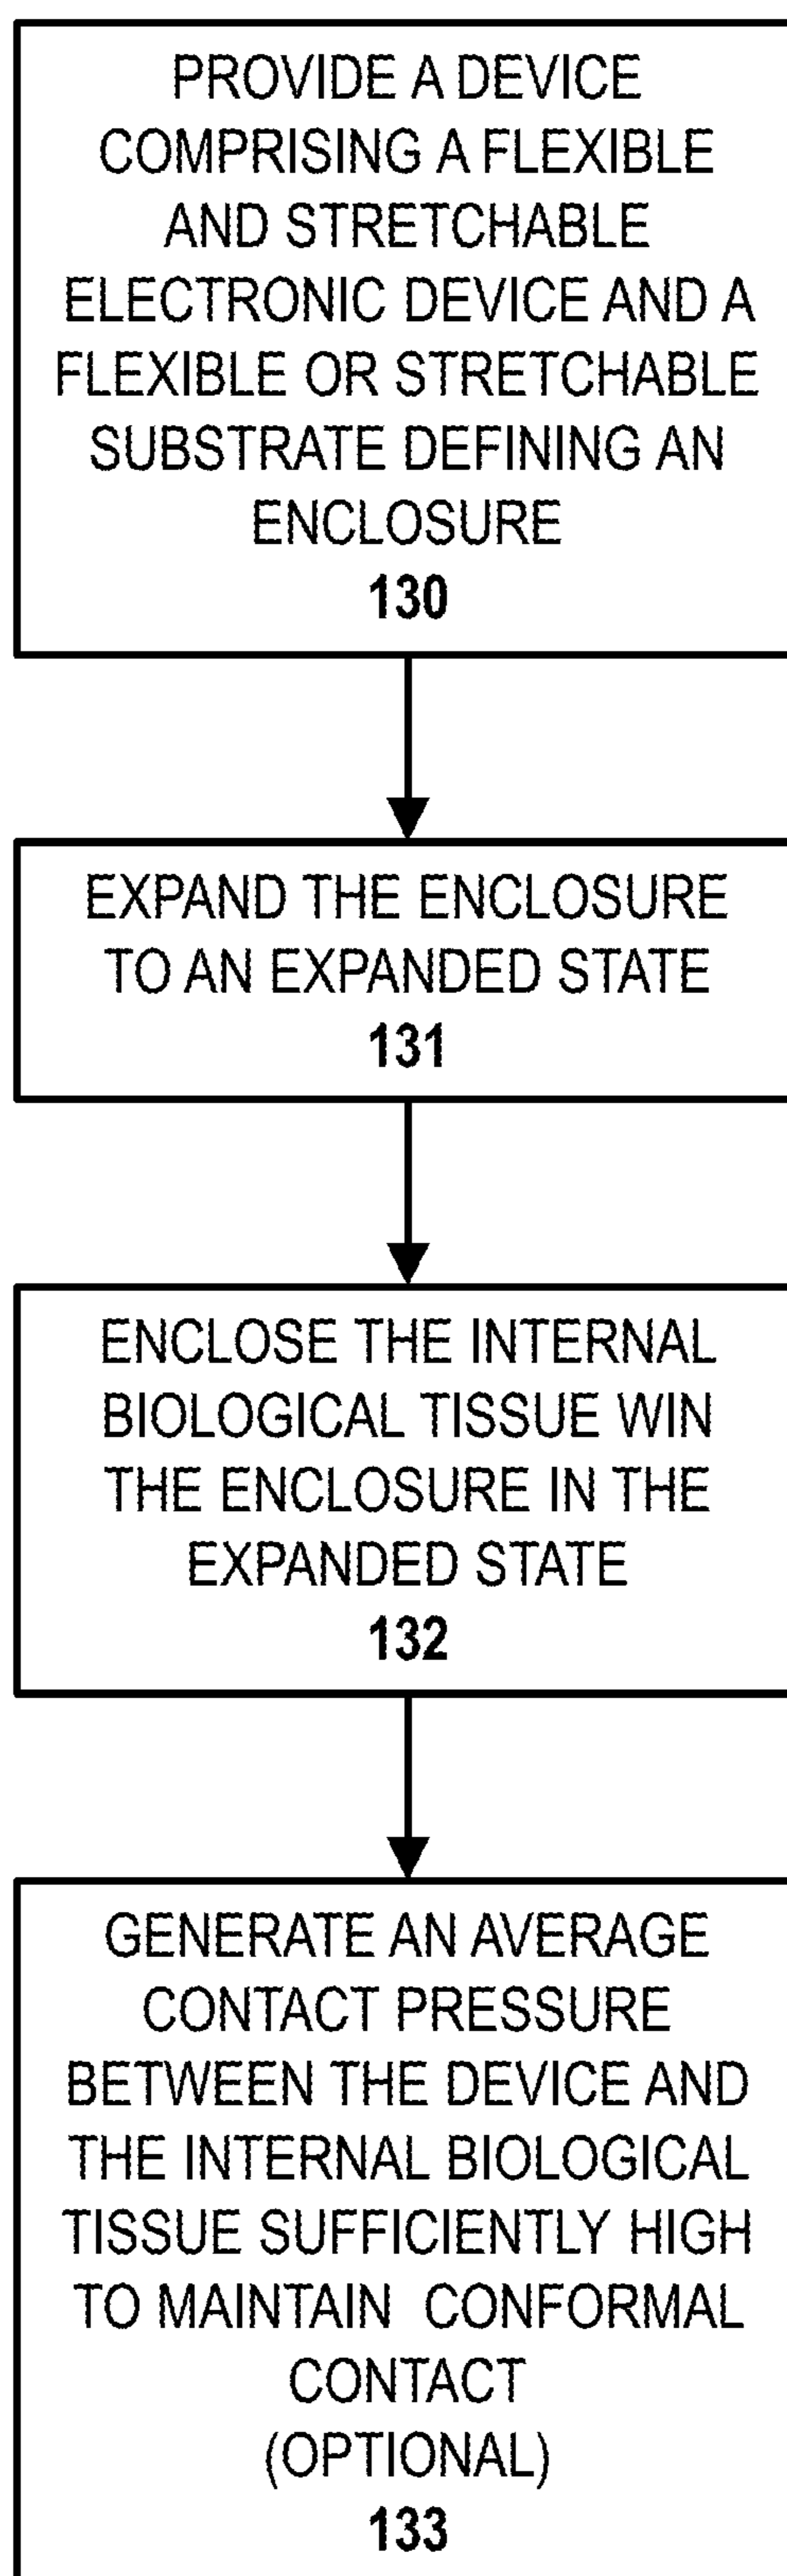 PROVIDE A DEVICE
COMPRISING A FLEXIBLE
AND STRETCHABLE
ELECTRONIC DEVICE AND A
FLEXIBLE OR STRETCHABLE
SUBSTRATE DEFINING AN
ENCLOSURE
130
EXPAND THE ENCLOSURE
TO AN EXPANDED STATE
131
ENCLOSE THE INTERNAL
BIOLOGICAL TISSUE WIN
THE ENCLOSURE IN THE
EXPANDED STATE
132
GENERATE AN AVERAGE
CONTACT PRESSURE
BETWEEN THE DEVICE AND
THE INTERNAL BIOLOGICAL
TISSUE SUFFICIENTLY HIGH
TO MAINTAIN CONFORMAL
CONTACT
(OPTIONAL)
133